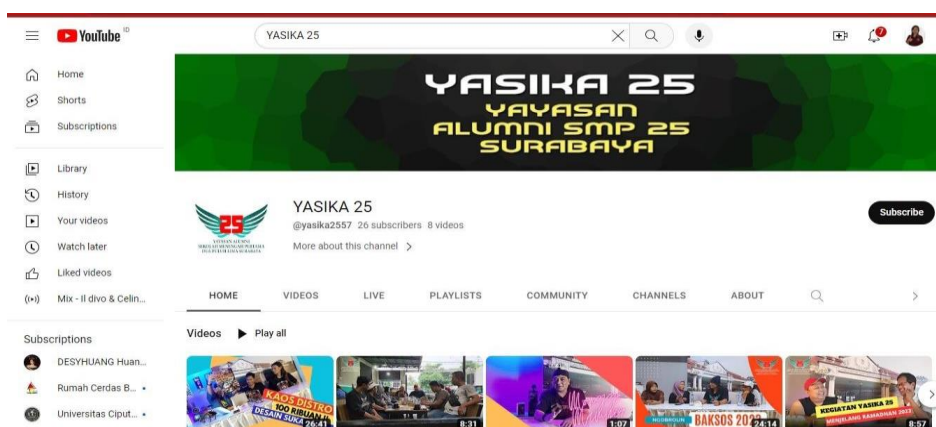 YouTube ID
YASIKA 25
7
Home
Shorts
Subscriptions
Library
History
Your videos
Watch later
Liked videos
Mix - Il divo & Celin...
Subscriptions
DESYHUANG Huan...
Rumah Cerdas B...
Universitas Ciput...
YASIKA 25
YAYASAN
ALUMNI SMP 25
SURABAYA
25
YASIKA 25
@yasika2557 26 subscribers 8 videos
More about this channel
Subscribe
HOME VIDEOS LIVE PLAYLISTS COMMUNITY CHANNELS ABOUT
Videos Play all
KAOS DISTRO
100 RIBUAN
DESAIN SUKA
26:41
8:31
1:07
BAKSOS 202
24:14
KEGIATAN YASIKA 25
MENJELANG RAMADHAN 2022
8:57